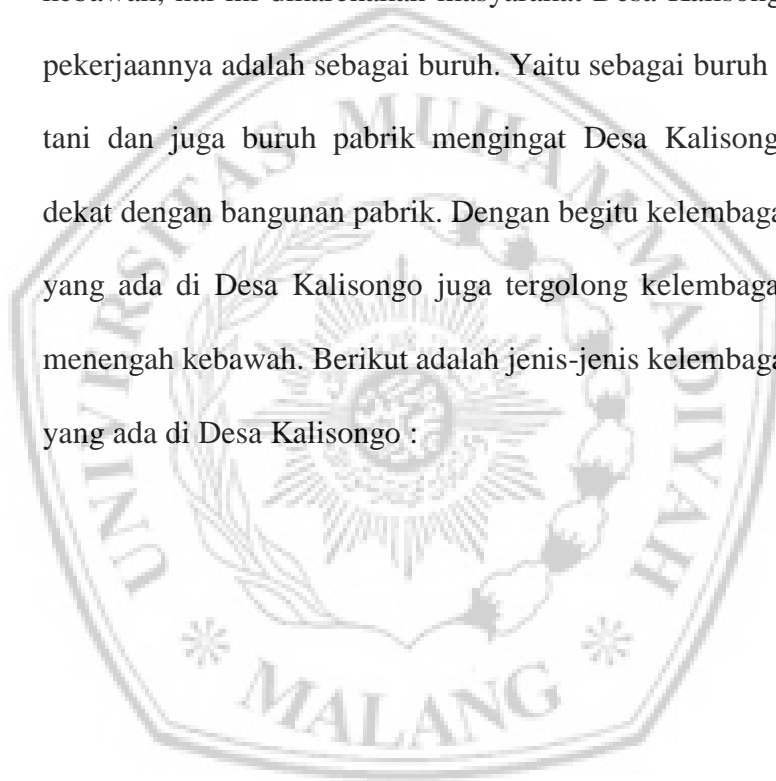 pekerjaannya adalah sebagai buruh. Yaitu sebagai buruh
tani dan juga buruh pabrik mengingat Desa Kalisong
dekat dengan bangunan pabrik. Dengan begitu kelembaga
yang ada di Desa Kalisongo juga tergolong kelembaga
menengah kebawah. Berikut adalah jenis-jenis kelembaga
yang ada di Desa Kalisongo :
UNIVERSITAS MUHAMMADIYAH
MALANG